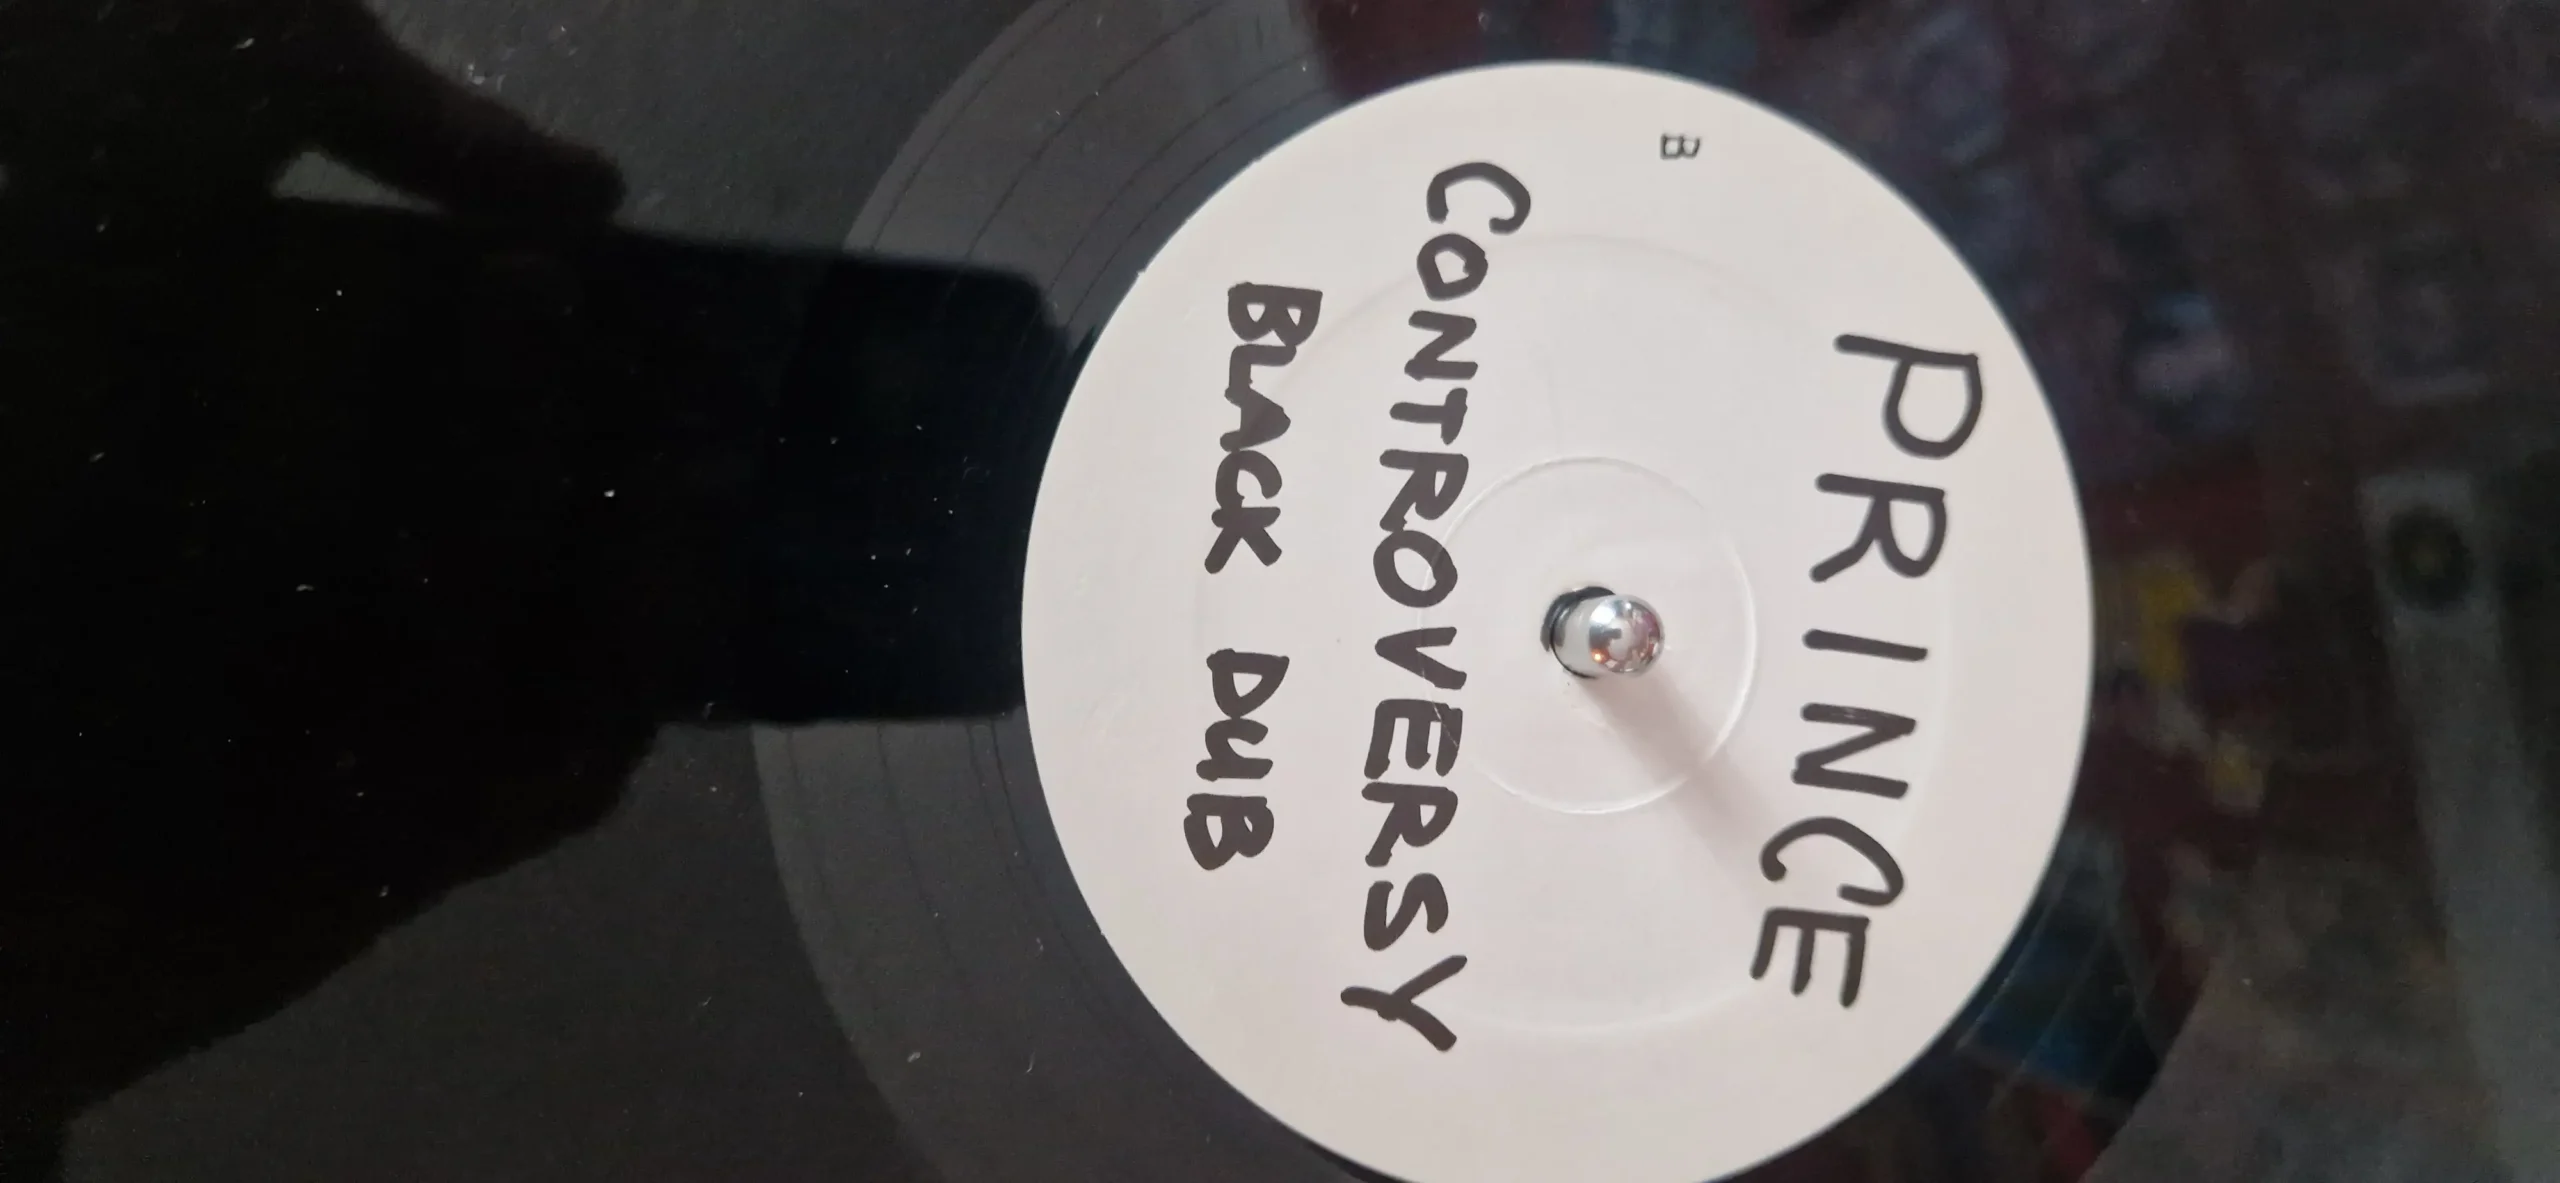 B
PRINCE
CONTROVERSY
BLACK DUB